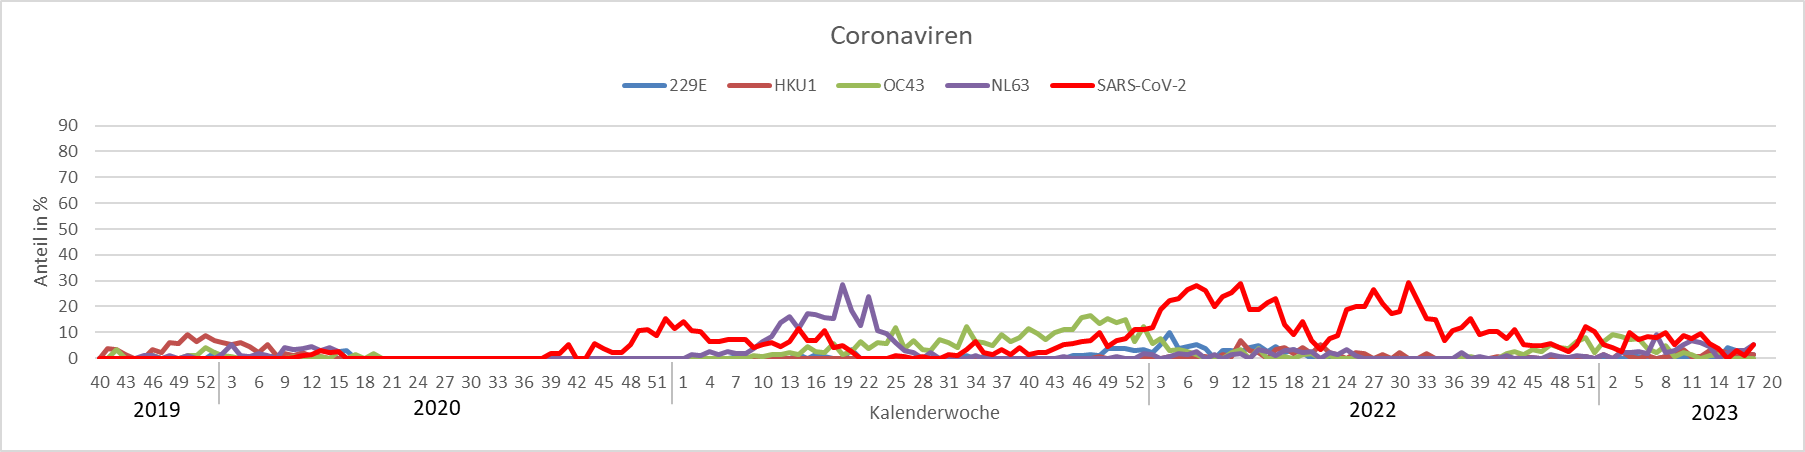 Coronaviren
229E HKU1 OC43 NL63 SARS-CoV-2
Anteil in %
90
80
70
60
50
40
30
20
10
0
40 43 46 49 52 3 6 9 12 15 18 21 24 27 30 33 36 39 42 45 48 51 1 4 7 10 13 16 19 22 25 28 31 34 37 40 43 46 49 52 3 6 9 12 15 18 21 24 27 30 33 36 39 42 45 48 51 2 5 8 11 14 17 20
2019 2020 Kalenderwoche 2022 2023